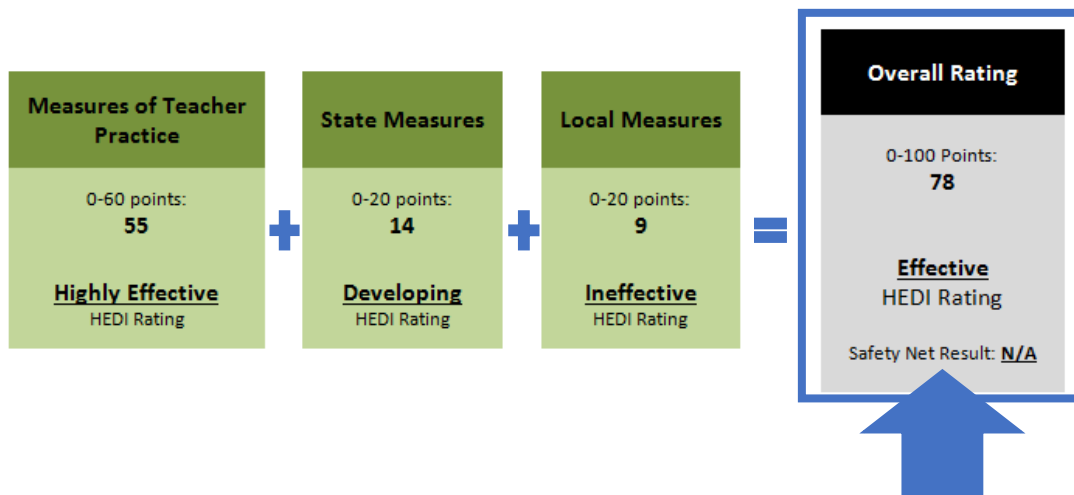 Measures of Teacher
Practice
0-60 points:
55
Highly Effective
HEDI Rating
State Measures
0-20 points:
14
Developing
HEDI Rating
Local Measures
0-20 points:
9
Ineffective
HEDI Rating
Overall Rating
0-100 Points:
78
Effective
HEDI Rating
Safety Net Result: N/A